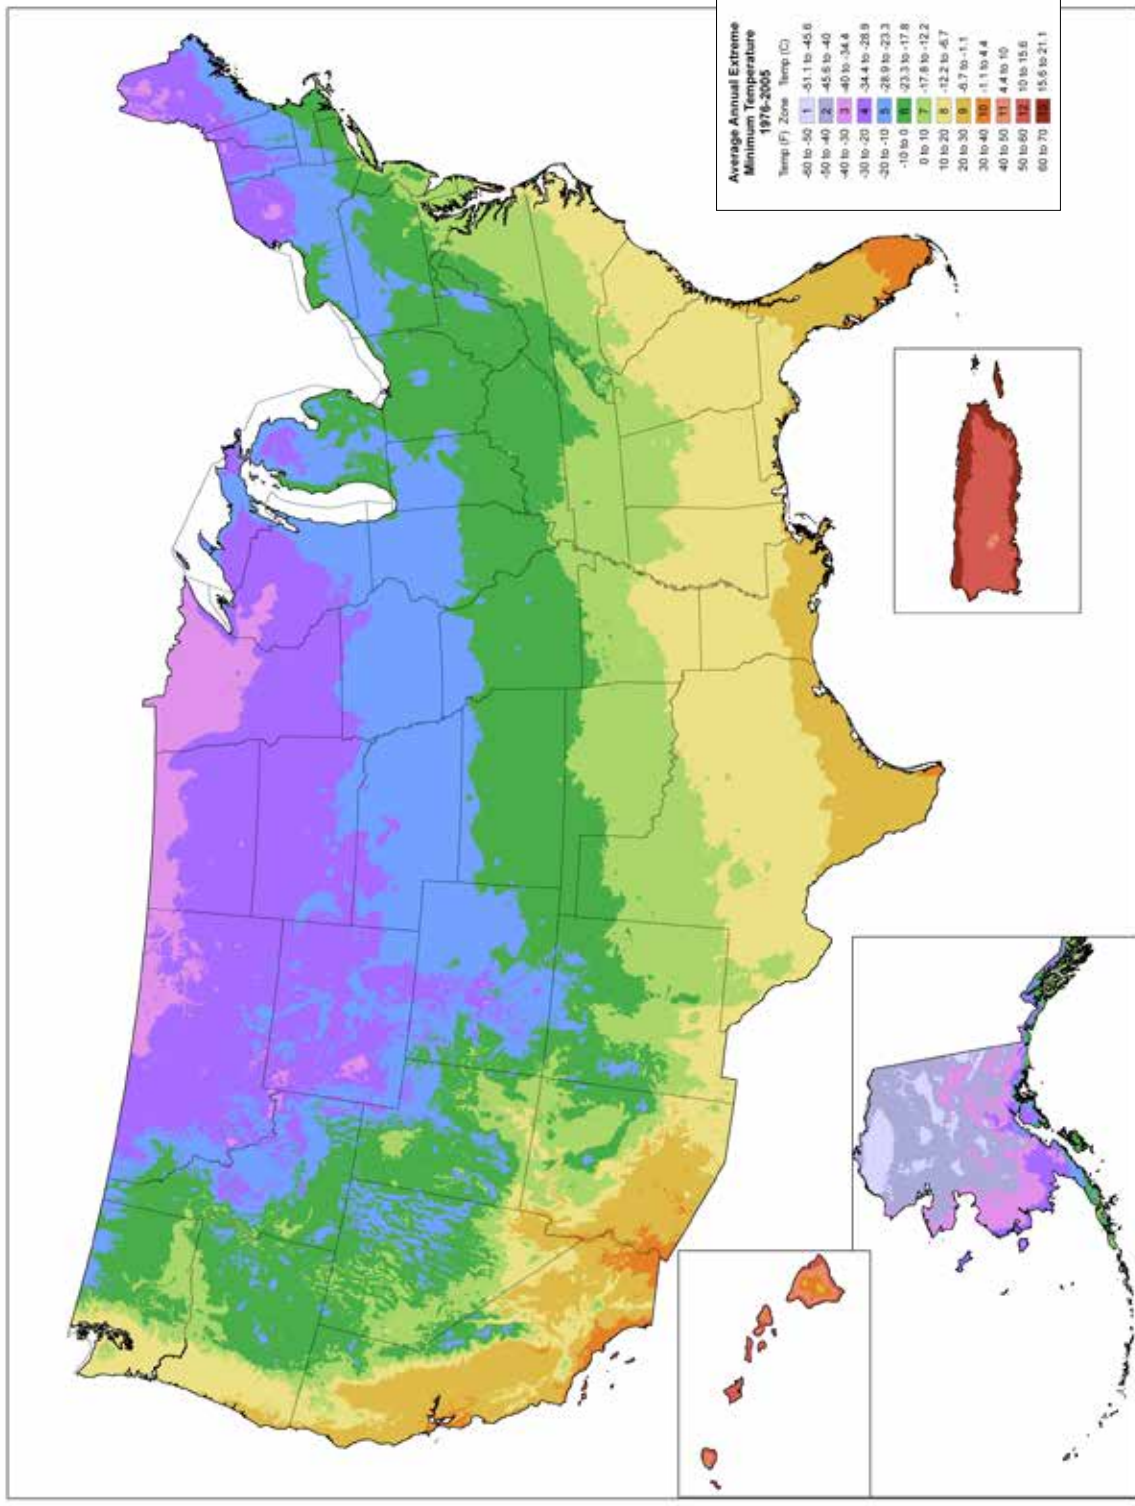 Average Annual Extreme
Minimum Temperature
1976-2005
Temp (F) Zone Temp (C)
-60 to -50 1 -51.1 to -45.6
-50 to -40 2 -45.6 to -40
-40 to -30 3 -40 to -34.4
-30 to -20 4 -34.4 to -28.9
-20 to -10 5 -28.9 to -23.3
-10 to 0 6 -23.3 to -17.8
0 to 10 7 -17.8 to -12.2
10 to 20 8 -12.2 to -6.7
20 to 30 9 -6.7 to -1.1
30 to 40 10 -1.1 to 4.4
40 to 50 11 4.4 to 10
50 to 60 12 10 to 15.6
60 to 70 13 15.6 to 21.1